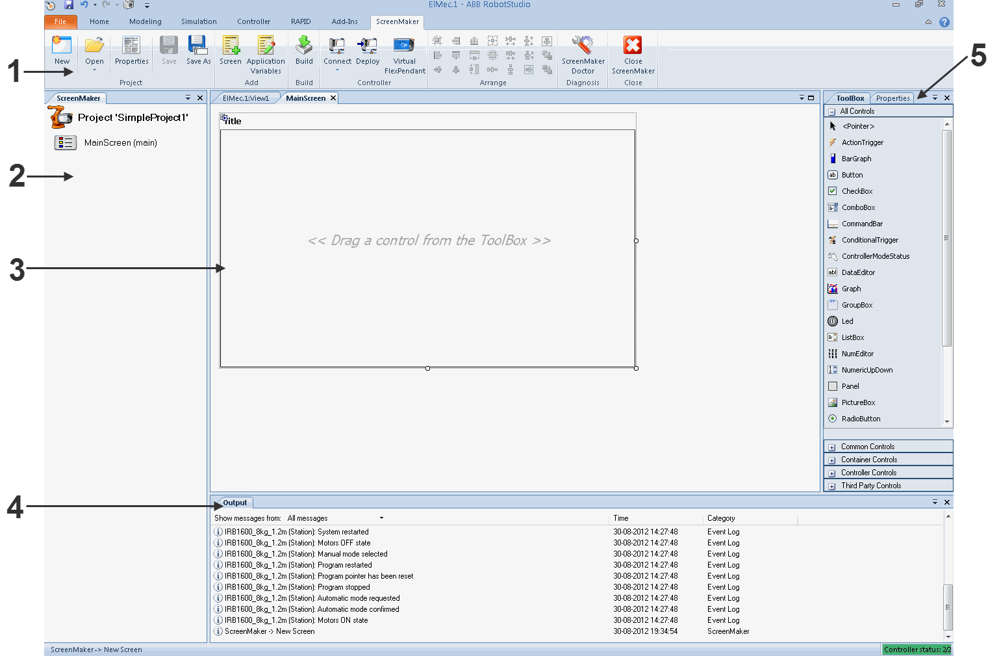 ElMec.1 - ABB RobotStudio
File Home Modeling Simulation Controller RAPID Add-Ins ScreenMaker
New Open Properties Save Save As Screen Application Variables Build Connect Deploy Virtual FlexPendant ScreenMaker Doctor Close ScreenMaker
Project Add Build Controller Arrange Diagnosis Close
1
5
ScreenMaker
Project 'SimpleProject1'
MainScreen (main)
2
ElMec.1:View1 MainScreen
Title
<< Drag a control from the ToolBox >>
3
ToolBox Properties
All Controls
<Pointer>
ActionTrigger
BarGraph
Button
CheckBox
ComboBox
CommandBar
ConditionalTrigger
ControllerModeStatus
DataEditor
Graph
GroupBox
Led
ListBox
NumEditor
NumericUpDown
Panel
PictureBox
RadioButton
Common Controls
Container Controls
Controller Controls
Third Party Controls
4
Output
Show messages from: All messages Time Category
IRB1600_8kg_1.2m (Station): System restarted 30-08-2012 14:27:48 Event Log
IRB1600_8kg_1.2m (Station): Motors OFF state 30-08-2012 14:27:48 Event Log
IRB1600_8kg_1.2m (Station): Manual mode selected 30-08-2012 14:27:48 Event Log
IRB1600_8kg_1.2m (Station): Program restarted 30-08-2012 14:27:48 Event Log
IRB1600_8kg_1.2m (Station): Program pointer has been reset 30-08-2012 14:27:48 Event Log
IRB1600_8kg_1.2m (Station): Program stopped 30-08-2012 14:27:48 Event Log
IRB1600_8kg_1.2m (Station): Automatic mode requested 30-08-2012 14:27:48 Event Log
IRB1600_8kg_1.2m (Station): Automatic mode confirmed 30-08-2012 14:27:48 Event Log
IRB1600_8kg_1.2m (Station): Motors ON state 30-08-2012 14:27:48 Event Log
ScreenMaker -> New Screen 30-08-2012 19:34:54 ScreenMaker
ScreenMaker-> New Screen Controller status: 2/2